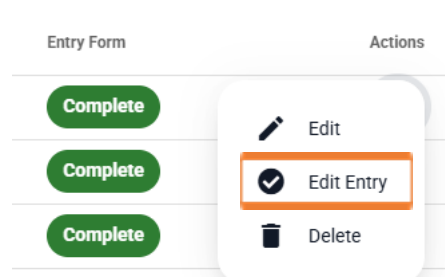 Entry Form Actions
Complete
Edit
Complete
Edit Entry
Complete
Delete